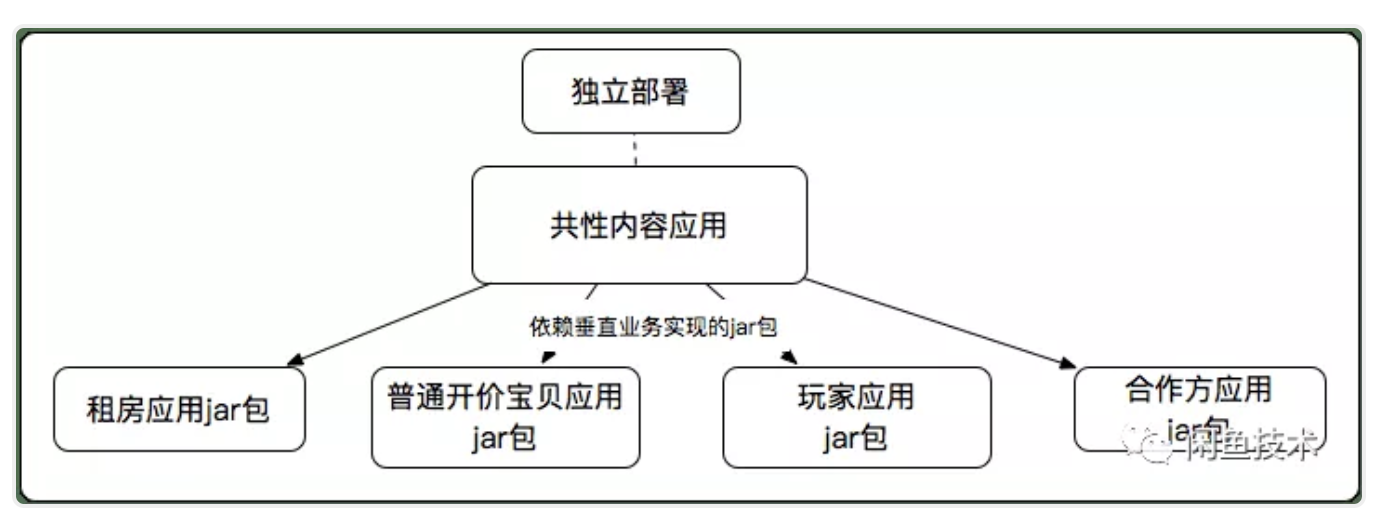 独立部署
共性内容应用
依赖垂直业务实现的jar包
租房应用jar包
普通开价宝贝应用
jar包
玩家应用
jar包
合作方应用
jar包
闲鱼技术